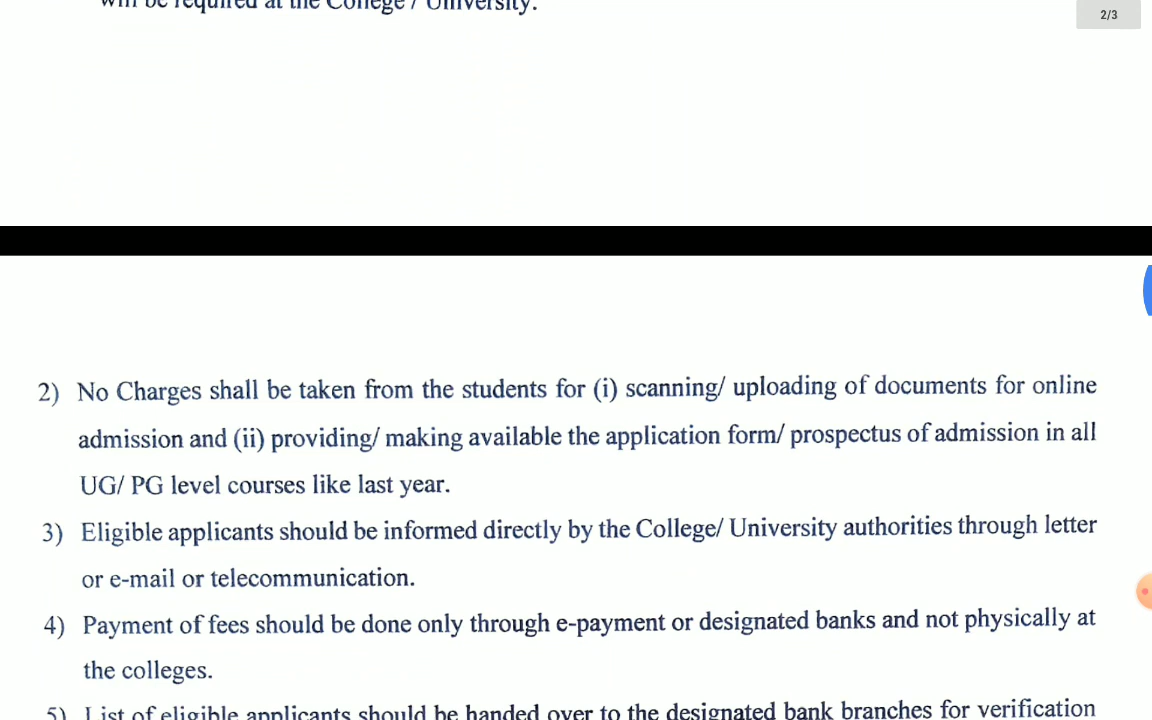 will be required at the College / University.
2/3
2) No Charges shall be taken from the students for (i) scanning/ uploading of documents for online
admission and (ii) providing/ making available the application form/ prospectus of admission in all
UG/ PG level courses like last year.
3) Eligible applicants should be informed directly by the College/ University authorities through letter
or e-mail or telecommunication.
4) Payment of fees should be done only through e-payment or designated banks and not physically at
the colleges.
5) List of eligible applicants should be handed over to the designated bank branches for verification